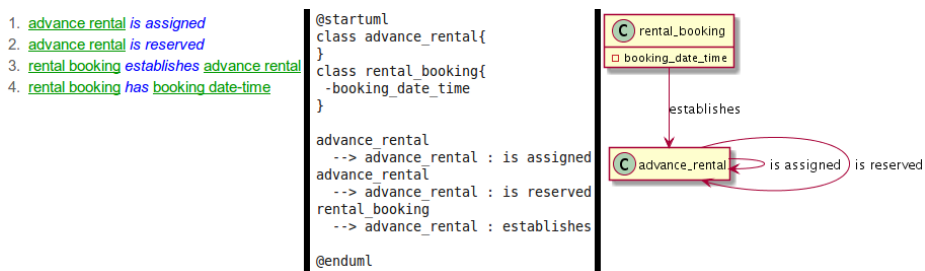 1. advance rental is assigned
2. advance rental is reserved
3. rental booking establishes advance rental
4. rental booking has booking date-time
@startuml
class advance_rental{
}
class rental_booking{
-booking_date_time
}
advance_rental
--> advance_rental : is assigned
advance_rental
--> advance_rental : is reserved
rental_booking
--> advance_rental : establishes
@enduml
C rental_booking
booking_date_time
establishes
C advance_rental
is assigned
is reserved